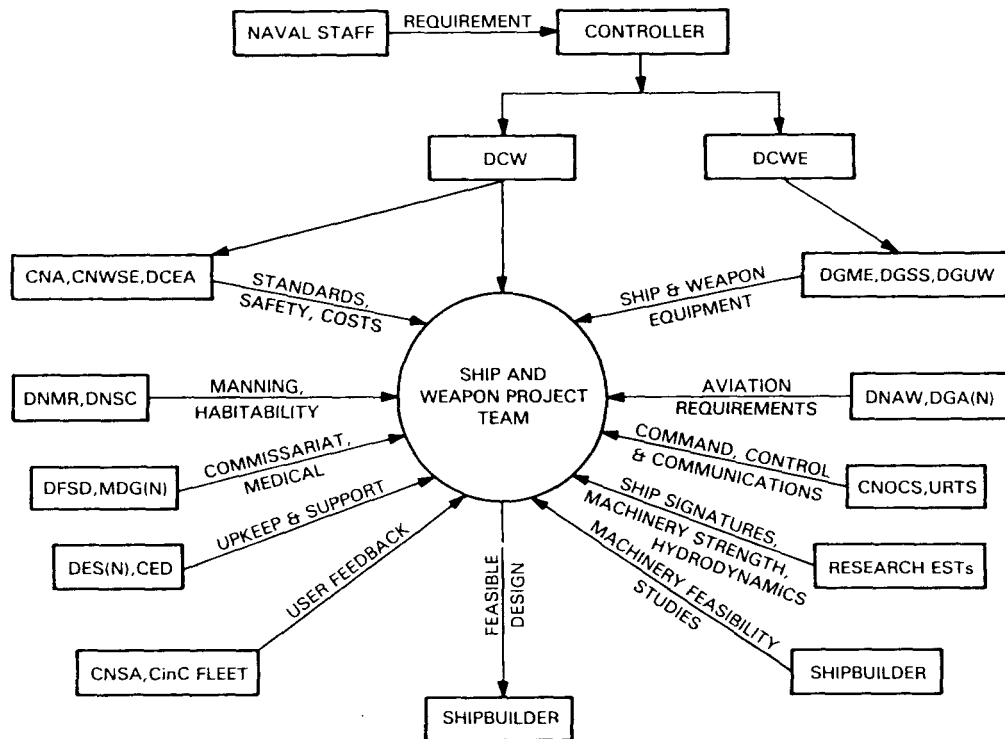 NAVAL STAFF
REQUIREMENT
CONTROLLER
DCW
DCWE
CNA,CNWSE,DCEA
STANDARDS,
SAFETY, COSTS
SHIP & WEAPON
EQUIPMENT
DGME,DGSS,DGUW
SHIP AND
WEAPON PROJECT
TEAM
DNMR,DNSC
MANNING,
HABITABILITY
AVIATION
REQUIREMENTS
DNAW,DGA(N)
DFSD,MDG(N)
COMMISSARIAT,
MEDICAL
COMMAND, CONTROL
& COMMUNICATIONS
CNOCS,URTS
DES(N),CED
UPKEEP & SUPPORT
SHIP SIGNATURES,
MACHINERY STRENGTH,
HYDRODYNAMICS
RESEARCH ESTs
CNSA,CinC FLEET
USER FEEDBACK
FEASIBLE
DESIGN
MACHINERY FEASIBILITY
STUDIES
SHIPBUILDER
SHIPBUILDER